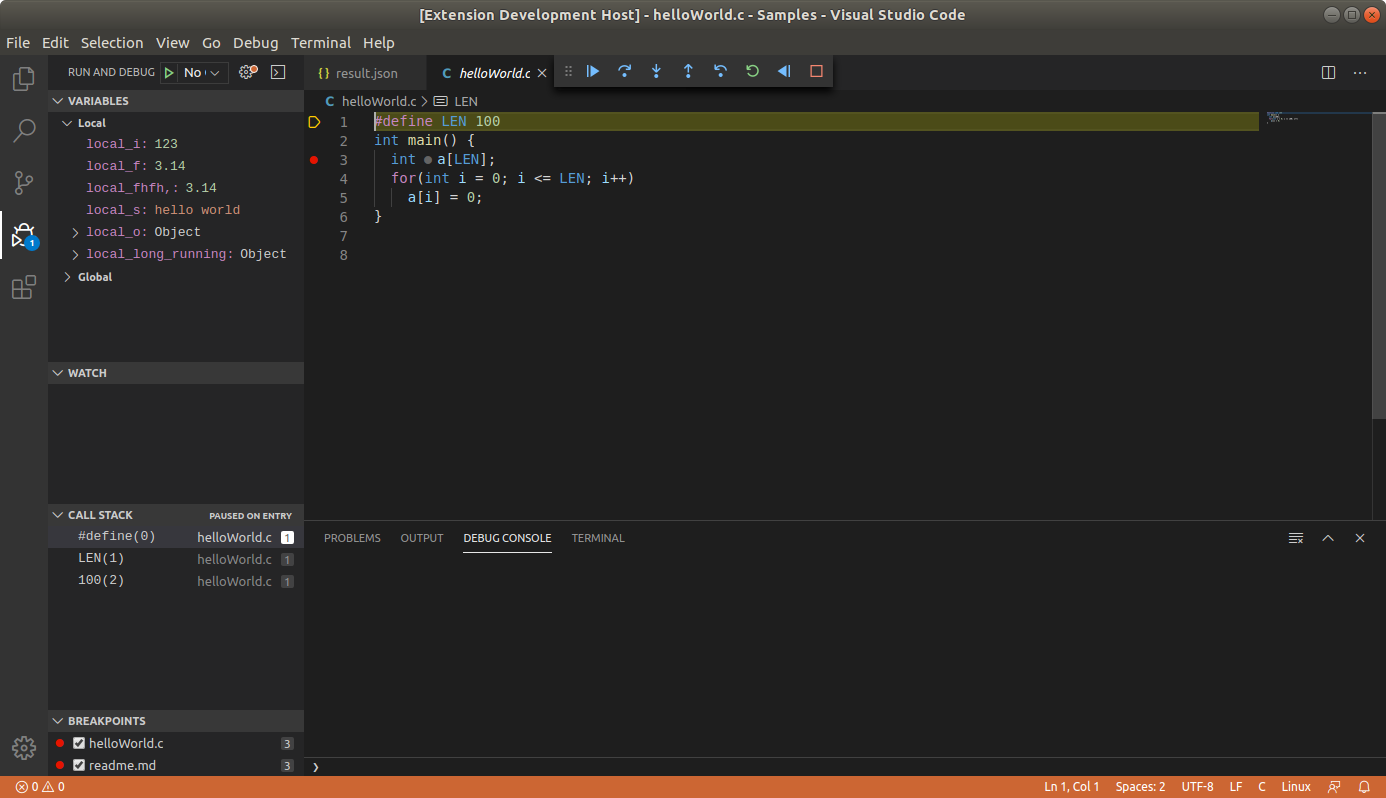 [Extension Development Host] - helloWorld.c - Samples - Visual Studio Code
File Edit Selection View Go Debug Terminal Help
RUN AND DEBUG No
{} result.json
C helloWorld.c
VARIABLES
Local
local_i: 123
local_f: 3.14
local_fhfh,: 3.14
local_s: hello world
local_o: Object
local_long_running: Object
Global
WATCH
CALL STACK PAUSED ON ENTRY
#define(0) helloWorld.c 1
LEN(1) helloWorld.c 1
100(2) helloWorld.c 1
BREAKPOINTS
helloWorld.c 3
readme.md 3
1
C helloWorld.c > LEN
1 #define LEN 100
2 int main() {
3 int a[LEN];
4 for(int i = 0; i <= LEN; i++)
5 a[i] = 0;
6 }
7
8
PROBLEMS OUTPUT DEBUG CONSOLE TERMINAL
0 0 Ln 1, Col 1 Spaces: 2 UTF-8 LF C Linux